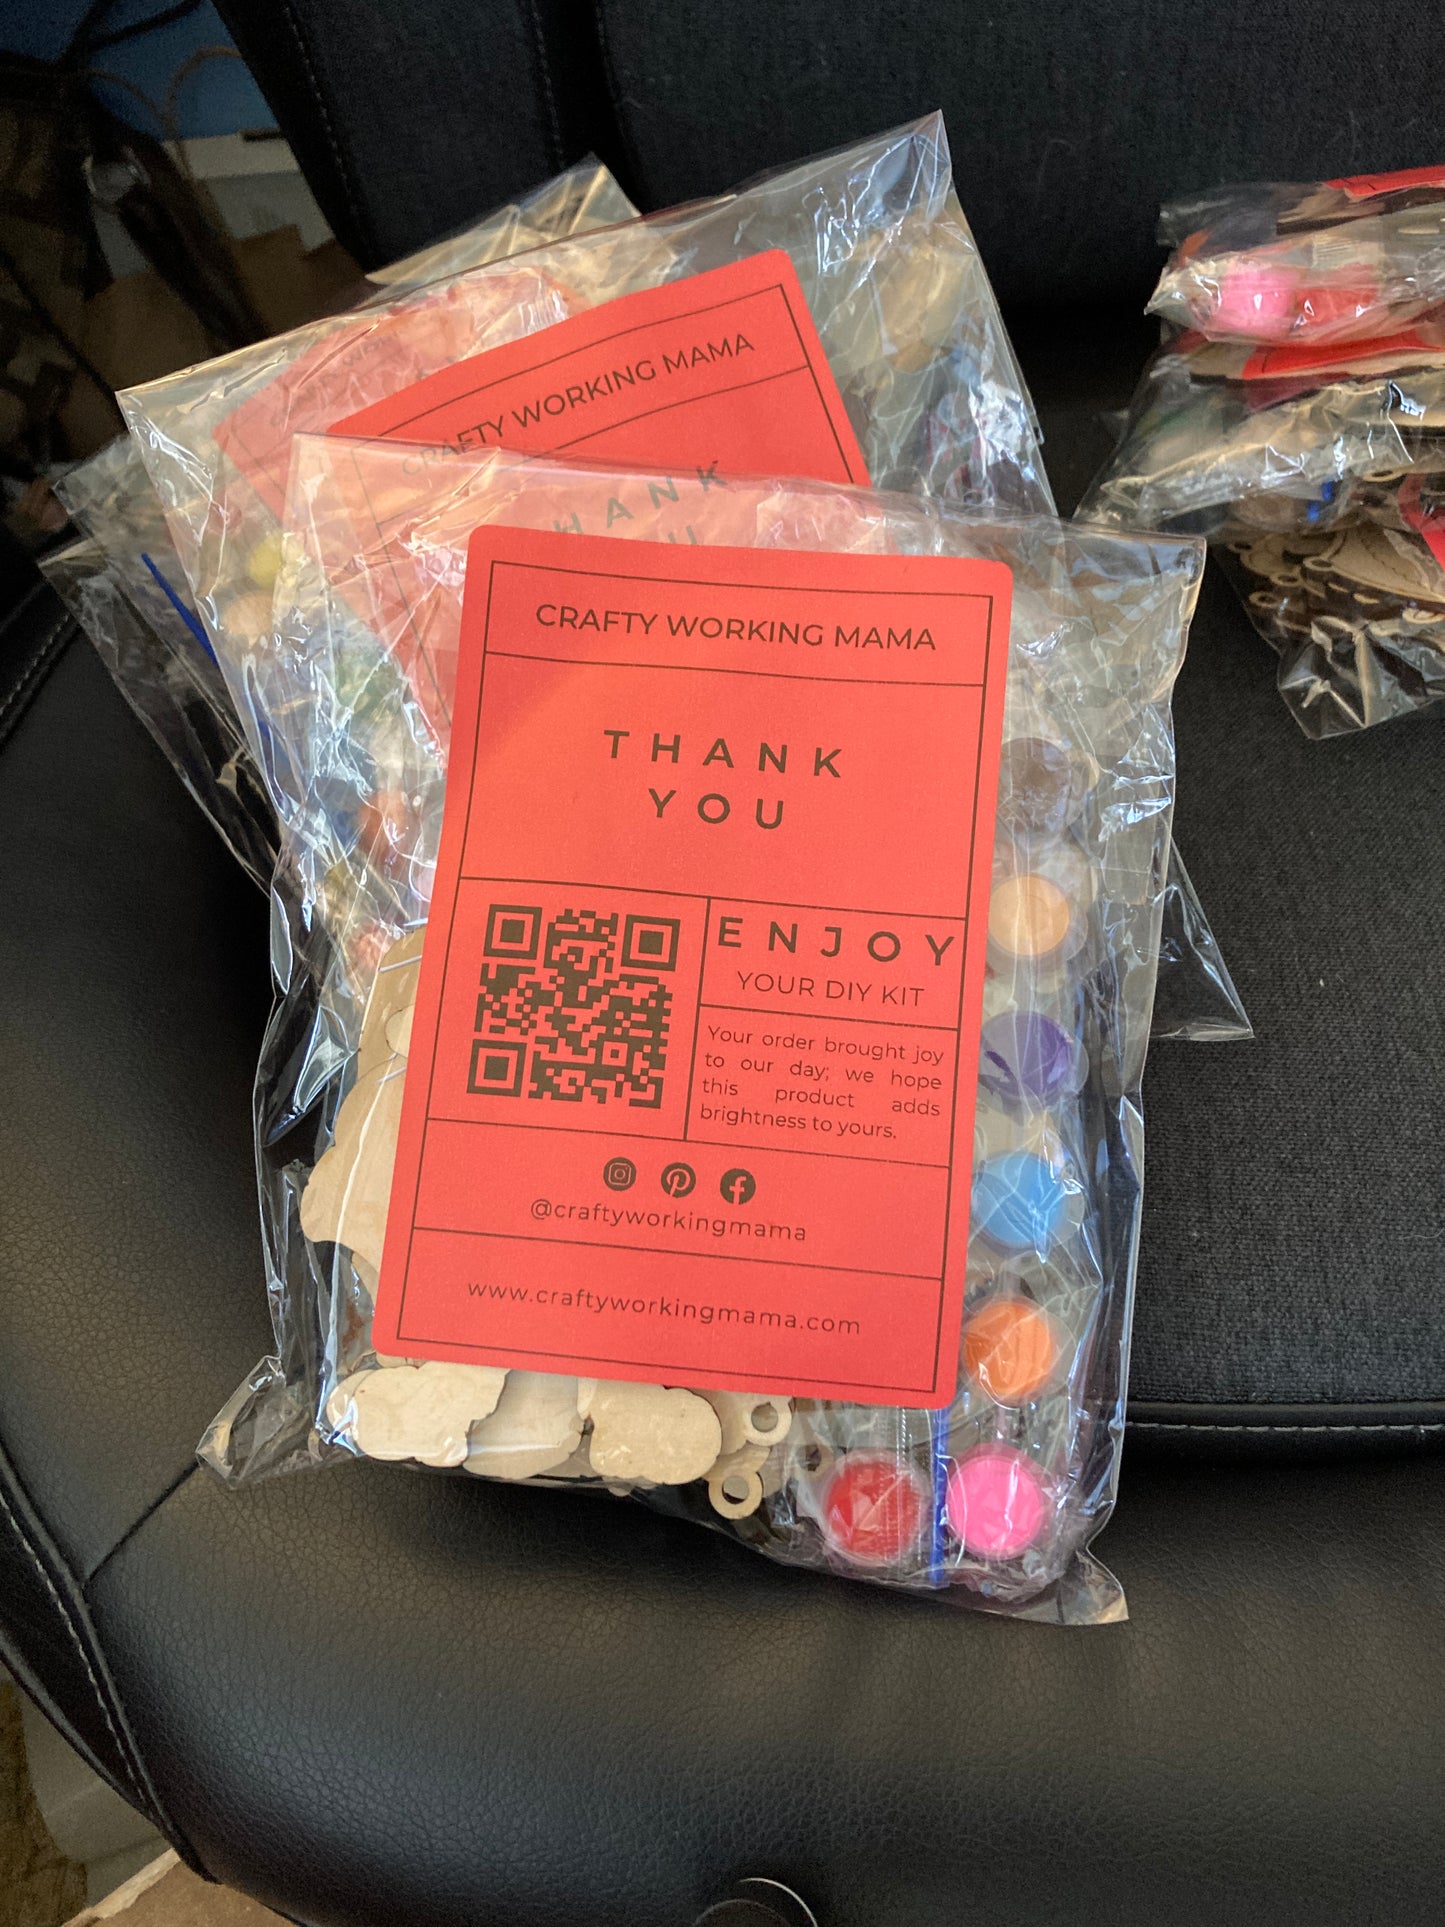 CRAFTY WORKING MAMA
THANK
CRAFTY WORKING MAMA
THANK
YOU
ENJOY
YOUR DIY KIT
Your order brought joy
to our day; we hope
this product adds
brightness to yours.
@craftyworkingmama
www.craftyworkingmama.com